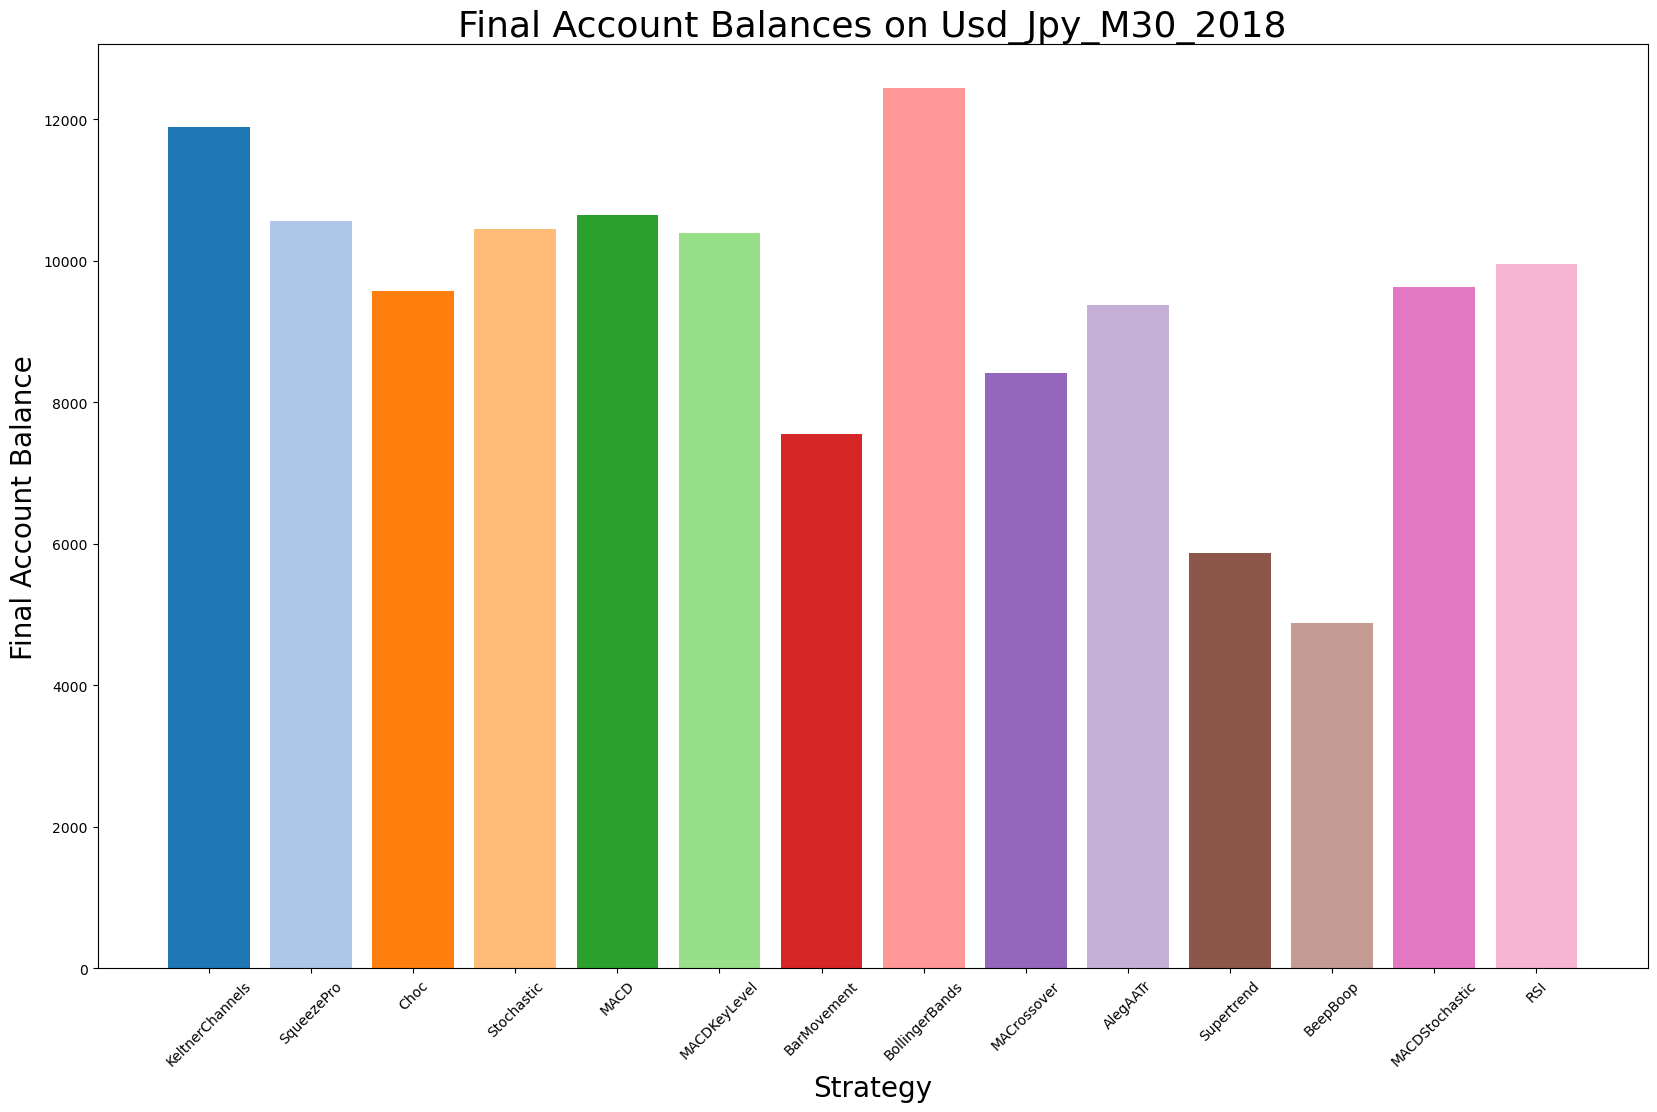 Final Account Balances on Usd_Jpy_M30_2018
Final Account Balance
12000
10000
8000
6000
4000
2000
0
KeltnerChannels
SqueezePro
Choc
Stochastic
MACD
MACDKeyLevel
BarMovement
BollingerBands
MACrossover
AlegAATr
Supertrend
BeepBoop
MACDStochastic
RSI
Strategy